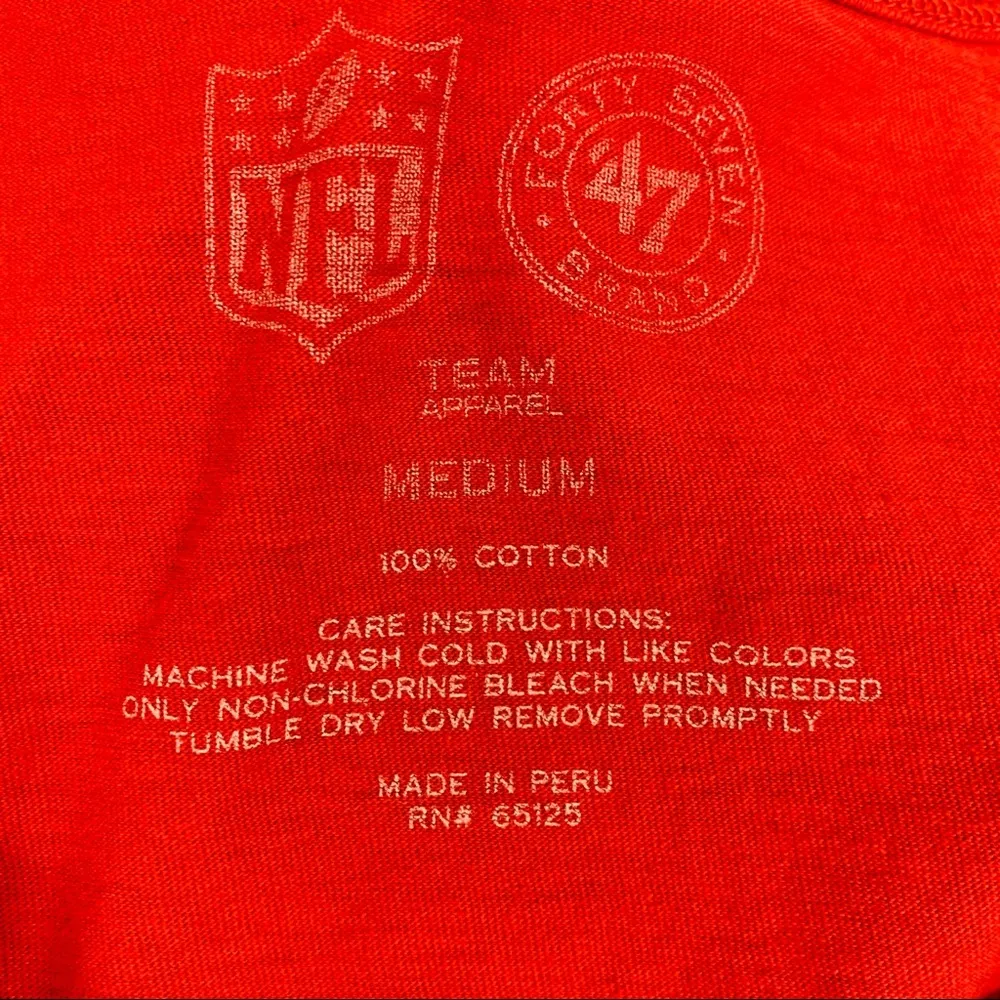 NFL
FORTY SEVEN
47
BRAND
TEAM
APPAREL
MEDIUM
100% COTTON
CARE INSTRUCTIONS:
MACHINE WASH COLD WITH LIKE COLORS
ONLY NON-CHLORINE BLEACH WHEN NEEDED
TUMBLE DRY LOW REMOVE PROMPTLY
MADE IN PERU
RN# 65125